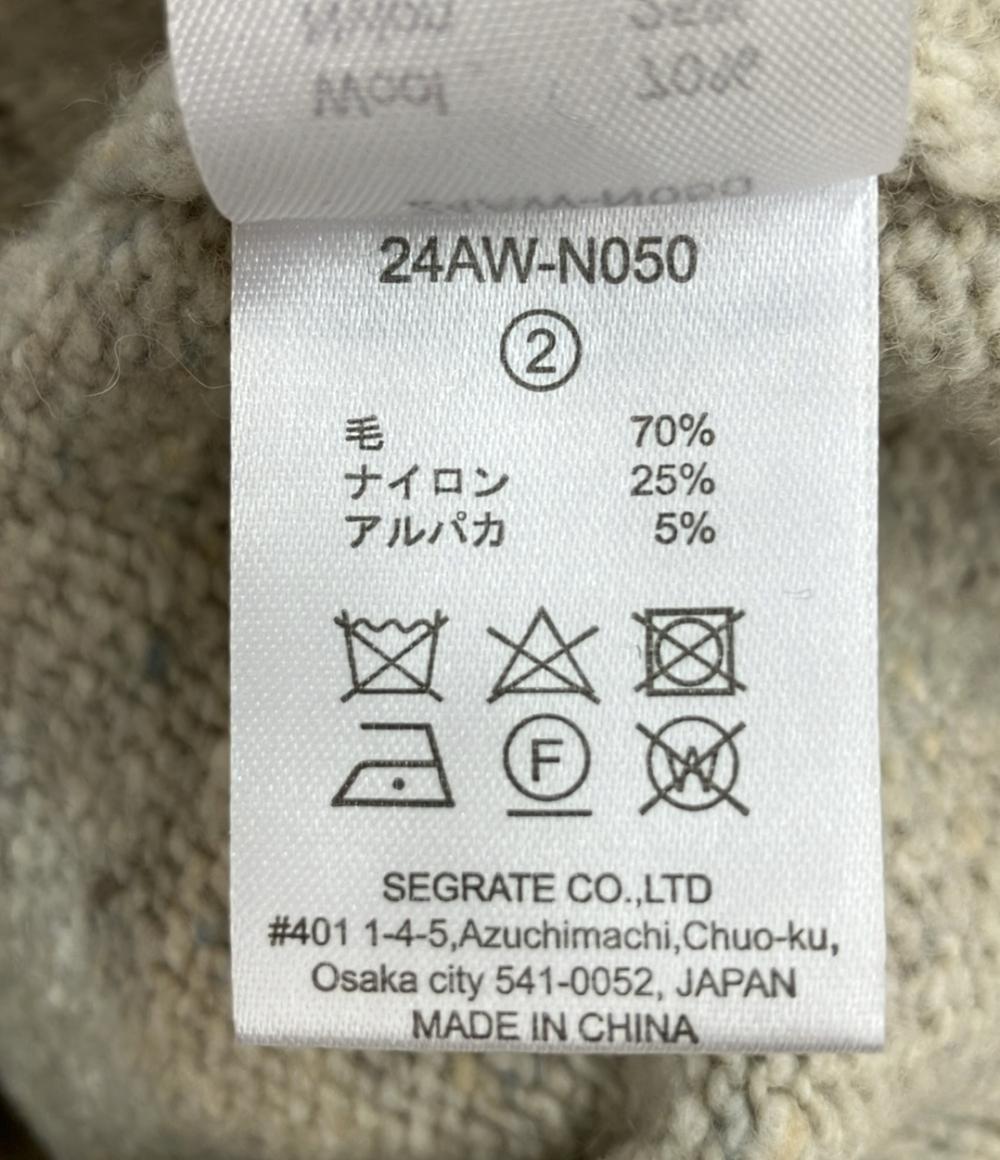 24AW-N050
②
毛 70%
ナイロン 25%
アルパカ 5%
F
W
SEGRATE CO.,LTD
#401 1-4-5,Azuchimachi,Chuo-ku,
Osaka city 541-0052, JAPAN
MADE IN CHINA